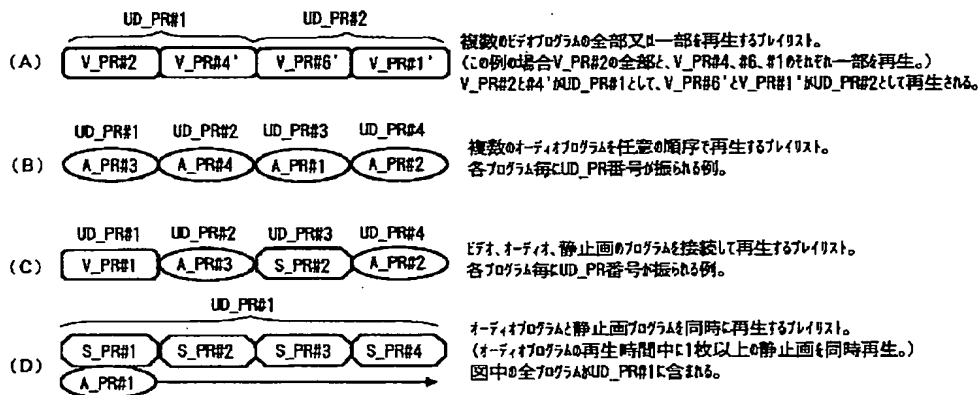 UD_PR#1 UD_PR#2
(A) V_PR#2 V_PR#4' V_PR#6' V_PR#1'
複数のビデオプログラムの全部又は一部を再生するプレイリスト。
(この例の場合V_PR#2の全部と、V_PR#4、#6、#1のそれぞれ一部を再生。)
V_PR#2と#4'がUD_PR#1として、V_PR#6'とV_PR#1'がUD_PR#2として再生される。
UD_PR#1 UD_PR#2 UD_PR#3 UD_PR#4
(B) A_PR#3 A_PR#4 A_PR#1 A_PR#2
複数のオーディオプログラムを任意の順序で再生するプレイリスト。
各プログラム毎にUD_PR番号が振られる例。
UD_PR#1 UD_PR#2 UD_PR#3 UD_PR#4
(C) V_PR#1 A_PR#3 S_PR#2 A_PR#2
ビデオ、オーディオ、静止画のプログラムを接続して再生するプレイリスト。
各プログラム毎にUD_PR番号が振られる例。
UD_PR#1
(D) S_PR#1 S_PR#2 S_PR#3 S_PR#4
A_PR#1
オーディオプログラムと静止画プログラムを同時に再生するプレイリスト。
(オーディオプログラムの再生時間中に1枚以上の静止画を同時再生。)
図中の全プログラムがUD_PR#1に含まれる。